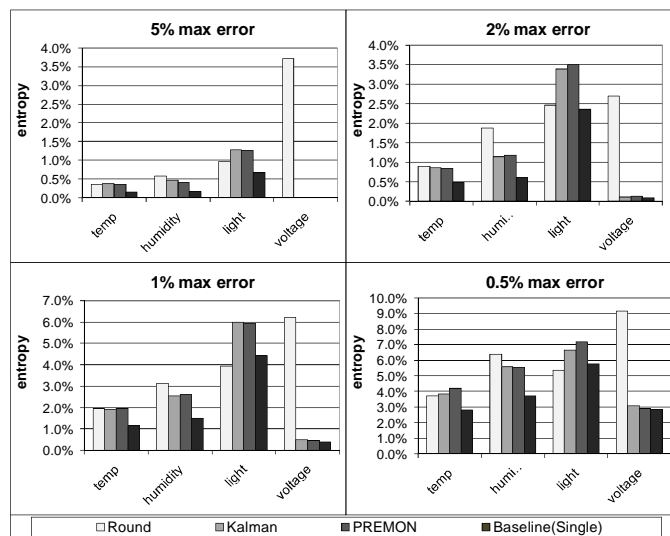 5% max error
4.0%
3.5%
3.0%
2.5%
2.0%
1.5%
1.0%
0.5%
0.0%
entropy
temp
humidity
light
voltage
2% max error
4.0%
3.5%
3.0%
2.5%
2.0%
1.5%
1.0%
0.5%
0.0%
entropy
temp
humi..
light
voltage
1% max error
7.0%
6.0%
5.0%
4.0%
3.0%
2.0%
1.0%
0.0%
entropy
temp
humidity
light
voltage
0.5% max error
10.0%
9.0%
8.0%
7.0%
6.0%
5.0%
4.0%
3.0%
2.0%
1.0%
0.0%
entropy
temp
humi..
light
voltage
Round Kalman PREMON Baseline(Single)